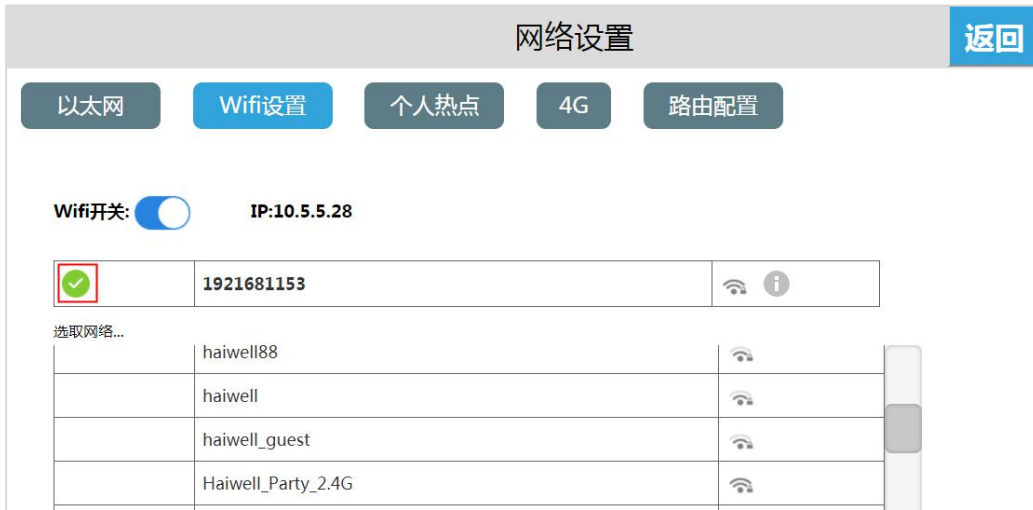 网络设置
返回
以太网 Wifi设置 个人热点 4G 路由配置
Wifi开关: IP:10.5.5.28
1921681153
选取网络...
haiwell88
haiwell
haiwell_guest
Haiwell_Party_2.4G